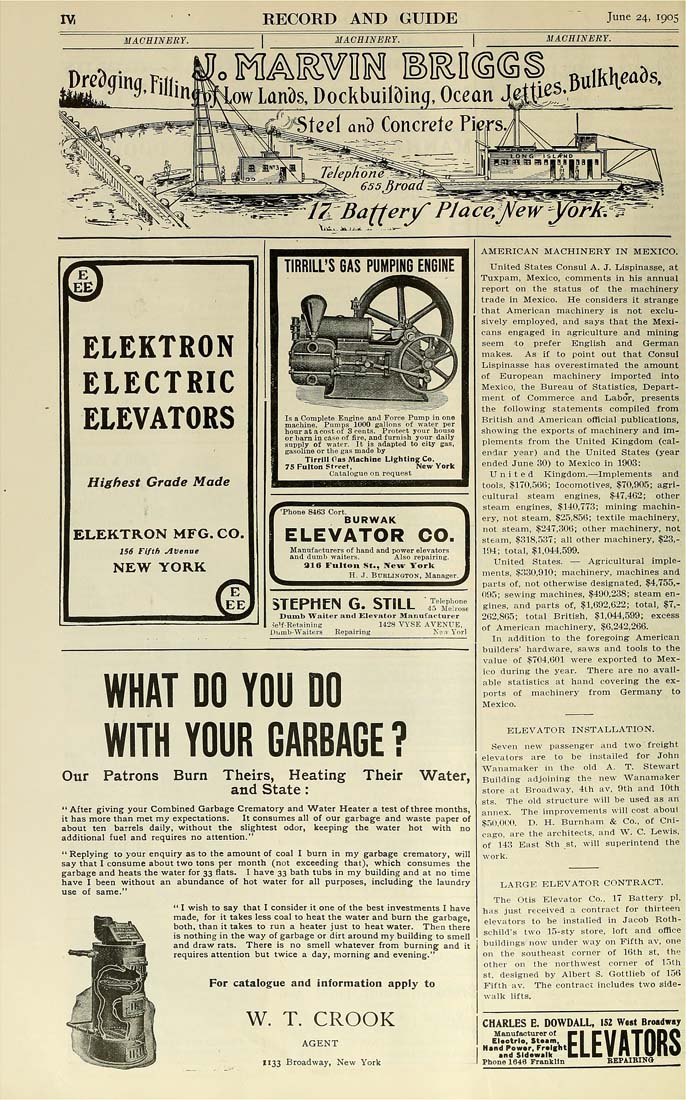 IV,
RECORD AND GUIDE
June 24, 1905
MACHINERY.
MACHINERY.
MACHINERY.
J. MARVIN BRIGGS
Dredging, Filling of Low Lands, Dockbuilding, Ocean Jetties, Bulkheads,
Steel and Concrete Piers.
LONG ISLAND
Telephone
655 Broad
17 Battery Place, New-York.
E
EE
ELEKTRON
ELECTRIC
ELEVATORS
Highest Grade Made
ELEKTRON MFG. CO.
156 Fifth Avenue
NEW YORK
E
EE
TIRRILL'S GAS PUMPING ENGINE
Is a Complete Engine and Force Pump in one
machine. Pumps 1000 gallons of water per
hour at a cost of 3 cents. Protect your house
or barn in case of fire, and furnish your daily
supply of water. It is adapted to city gas,
gasoline or the gas made by
Tirrill Gas Machine Lighting Co.
75 Fulton Street, New York
Catalogue on request
'Phone 8463 Cort.
BURWAK
ELEVATOR CO.
Manufacturers of hand and power elevators
and dumb waiters. Also repairing.
216 Fulton St., New York
H. J. BURLINGTON, Manager.
STEPHEN G. STILL
Telephone
45 Melrose
Dumb Waiter and Elevator Manufacturer
Self-Retaining 1428 VYSE AVENUE,
Dumb-Waiters Repairing New York
WHAT DO YOU DO
WITH YOUR GARBAGE?
Our Patrons Burn Theirs, Heating Their Water,
and State:
"After giving your Combined Garbage Crematory and Water Heater a test of three months,
it has more than met my expectations. It consumes all of our garbage and waste paper of
about ten barrels daily, without the slightest odor, keeping the water hot with no
additional fuel and requires no attention."
"Replying to your enquiry as to the amount of coal I burn in my garbage crematory, will
say that I consume about two tons per month (not exceeding that), which consumes the
garbage and heats the water for 33 flats. I have 33 bath tubs in my building and at no time
have I been without an abundance of hot water for all purposes, including the laundry
use of same."
"I wish to say that I consider it one of the best investments I have
made, for it takes less coal to heat the water and burn the garbage,
both, than it takes to run a heater just to heat water. Then there
is nothing in the way of garbage or dirt around my building to smell
and draw rats. There is no smell whatever from burning and it
requires attention but twice a day, morning and evening."
For catalogue and information apply to
W. T. CROOK
AGENT
1133 Broadway, New York
AMERICAN MACHINERY IN MEXICO.
United States Consul A. J. Lispinasse, at
Tuxpam, Mexico, comments in his annual
report on the status of the machinery
trade in Mexico. He considers it strange
that American machinery is not exclu-
sively employed, and says that the Mexi-
cans engaged in agriculture and mining
seem to prefer English and German
makes. As if to point out that Consul
Lispinasse has overestimated the amount
of European machinery imported into
Mexico, the Bureau of Statistics, Depart-
ment of Commerce and Labor, presents
the following statements compiled from
British and American official publications,
showing the exports of machinery and im-
plements from the United Kingdom (cal-
endar year) and the United States (year
ended June 30) to Mexico in 1903:
United Kingdom.—Implements and
tools, $170,566; locomotives, $70,905; agri-
cultural steam engines, $47,462; other
steam engines, $140,773; mining machin-
ery, not steam, $25,856; textile machinery,
not steam, $247,306; other machinery, not
steam, $318,537; all other machinery, $23,-
194; total, $1,044,599.
United States. — Agricultural imple-
ments, $330,910; machinery, machines and
parts of, not otherwise designated, $4,755,-
095; sewing machines, $490,238; steam en-
gines, and parts of, $1,692,622; total, $7,-
262,865; total British, $1,044,599; excess
of American machinery, $6,242,266.
In addition to the foregoing American
builders' hardware, saws and tools to the
value of $704,601 were exported to Mex-
ico during the year. There are no avail-
able statistics at hand covering the ex-
ports of machinery from Germany to
Mexico.
ELEVATOR INSTALLATION.
Seven new passenger and two freight
elevators are to be installed for John
Wanamaker in the old A. T. Stewart
Building adjoining the new Wanamaker
store at Broadway, 4th av, 9th and 10th
sts. The old structure will be used as an
annex. The improvements will cost about
$50,000. D. H. Burnham & Co., of Cni-
cago, are the architects, and W. C. Lewis,
of 143 East 8th st, will superintend the
work.
LARGE ELEVATOR CONTRACT.
The Otis Elevator Co., 17 Battery pl,
has just received a contract for thirteen
elevators to be installed in Jacob Roth-
schild's two 15-sty store, loft and office
buildings now under way on Fifth av, one
on the southeast corner of 16th st, the
other on the northwest corner of 15th
st, designed by Albert S. Gottlieb of 156
Fifth av. The contract includes two side-
walk lifts.
CHARLES E. DOWDALL, 152 West Broadway
Manufacturer of
Electric, Steam,
Hand Power, Freight
and Sidewalk
ELEVATORS
Phone 1646 Franklin REPAIRING